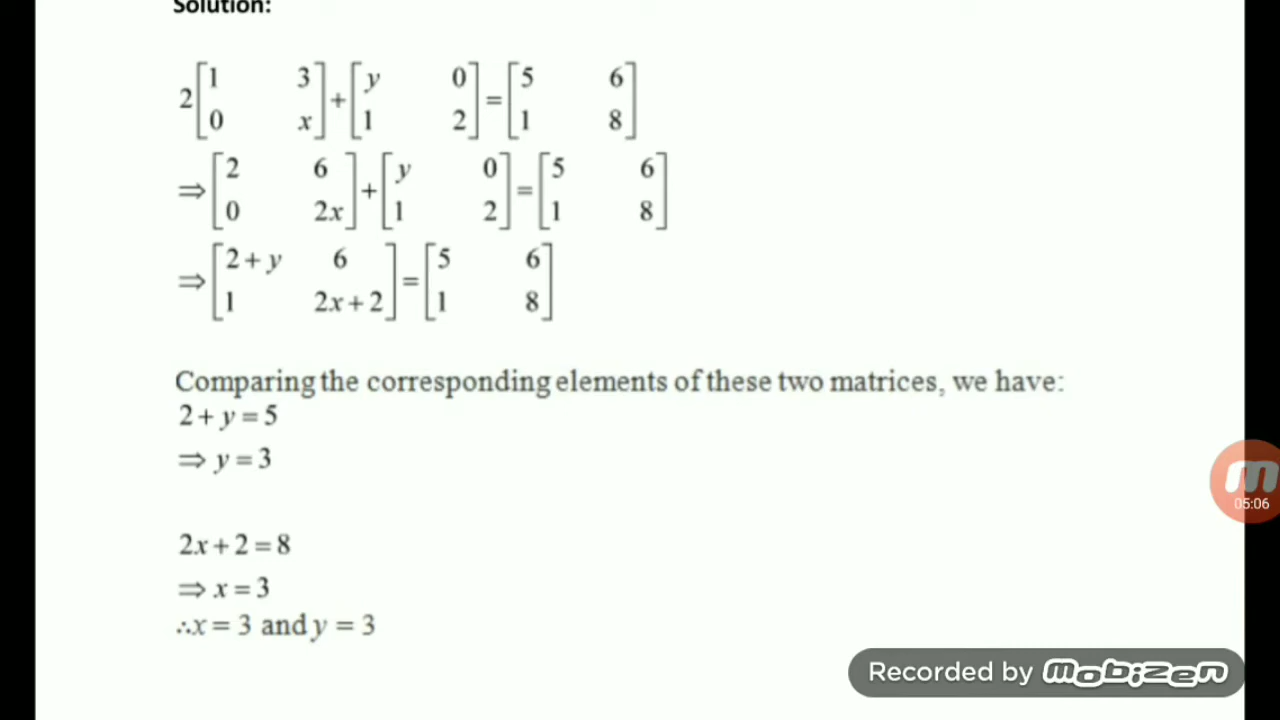 Solution:
2[1 3 0 x]+[y 0 1 2]=[5 6 1 8]
⇒[2 6 0 2x]+[y 0 1 2]=[5 6 1 8]
⇒[2+y 6 1 2x+2]=[5 6 1 8]
Comparing the corresponding elements of these two matrices, we have:
2+y=5
⇒ y=3
2x+2=8
⇒ x=3
∴x = 3 and y = 3
05:06
Recorded by Mobizen